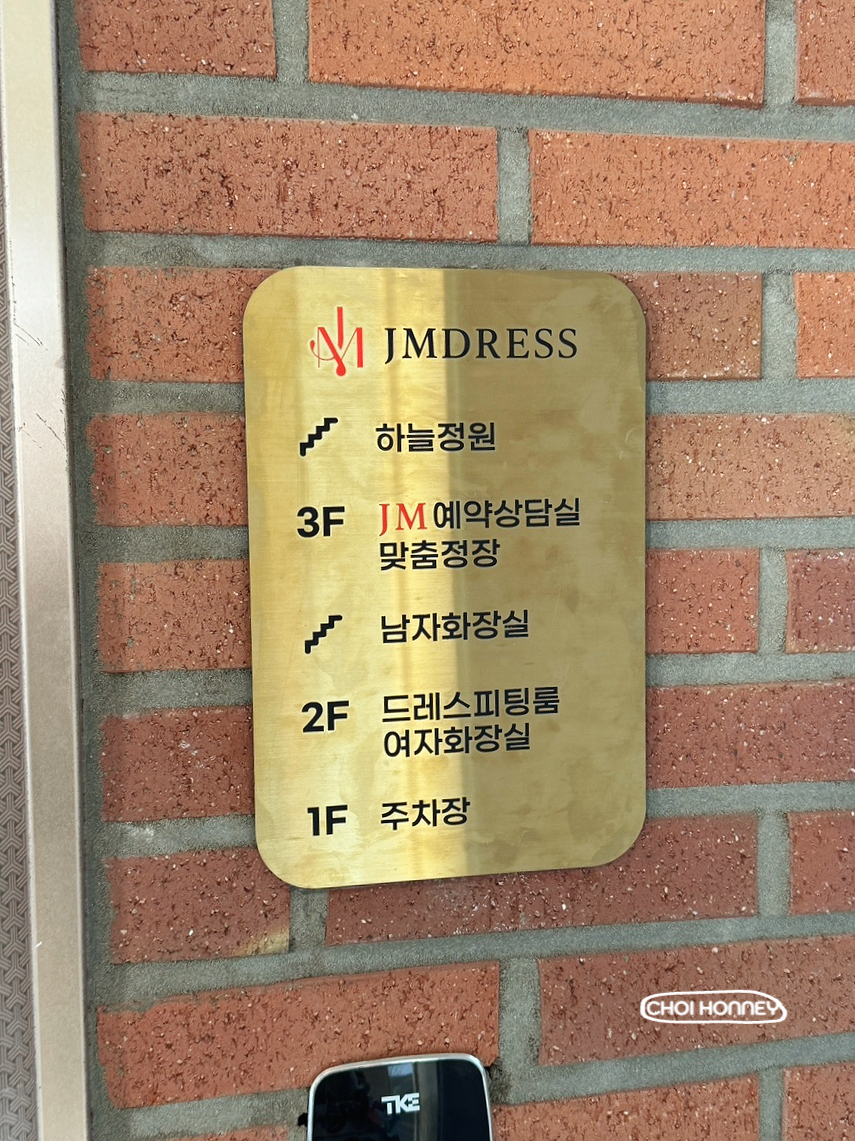 JM JMDRESS
하늘정원
3F JM예약상담실
맞춤정장
남자화장실
2F 드레스피팅룸
여자화장실
1F 주차장
CHOI HONNEY
TKE